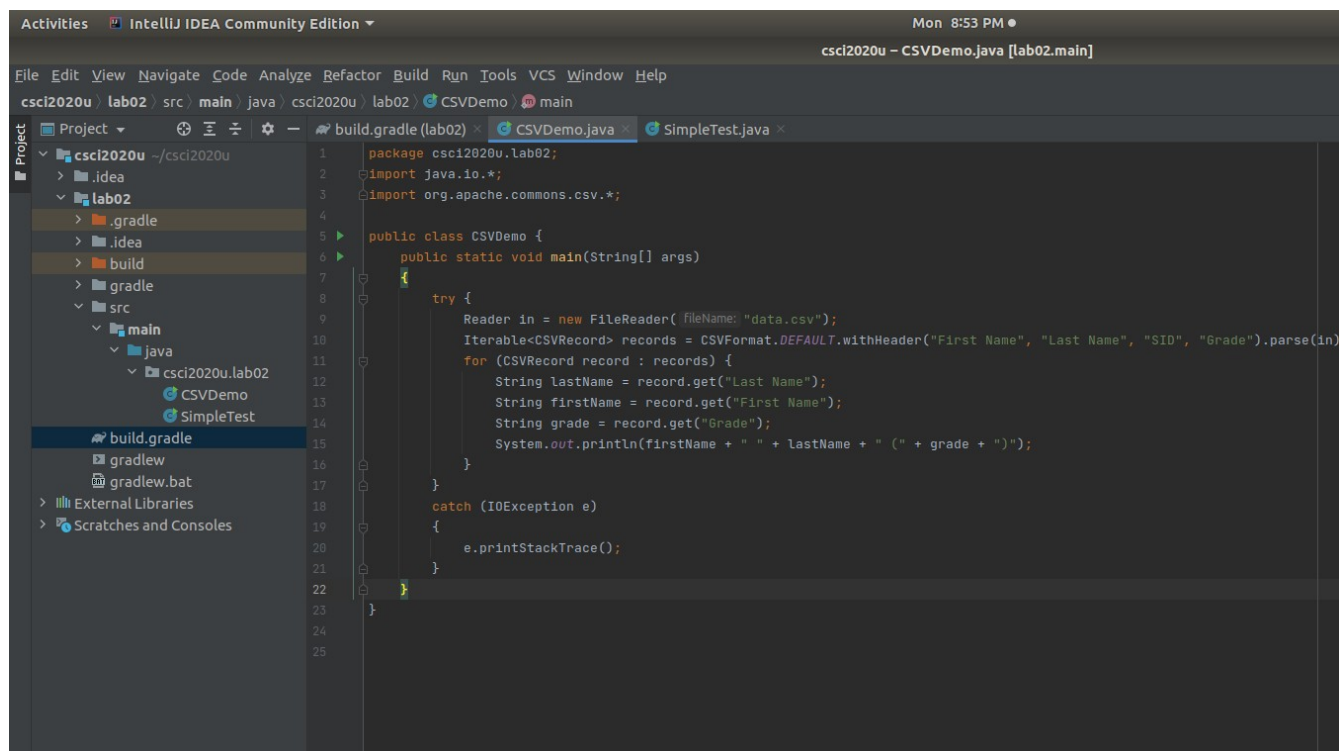 Activities IntelliJ IDEA Community Edition Mon 8:53 PM
csci2020u – CSVDemo.java [lab02.main]
File Edit View Navigate Code Analyze Refactor Build Run Tools VCS Window Help
csci2020u lab02 src main java csci2020u lab02 CSVDemo main
Project
Project build.gradle (lab02) CSVDemo.java SimpleTest.java
csci2020u ~/csci2020u
.idea
lab02
.gradle
.idea
build
gradle
src
main
java
csci2020u.lab02
CSVDemo
SimpleTest
build.gradle
gradlew
gradlew.bat
External Libraries
Scratches and Consoles
1 package csci2020u.lab02;
2 import java.io.*;
3 import org.apache.commons.csv.*;
4
5 public class CSVDemo {
6 public static void main(String[] args)
7 {
8 try {
9 Reader in = new FileReader( fileName: "data.csv");
10 Iterable<CSVRecord> records = CSVFormat.DEFAULT.withHeader("First Name", "Last Name", "SID", "Grade").parse(in)
11 for (CSVRecord record : records) {
12 String lastName = record.get("Last Name");
13 String firstName = record.get("First Name");
14 String grade = record.get("Grade");
15 System.out.println(firstName + " " + lastName + " (" + grade + ")");
16 }
17 }
18 catch (IOException e)
19 {
20 e.printStackTrace();
21 }
22 }
23 }
24
25